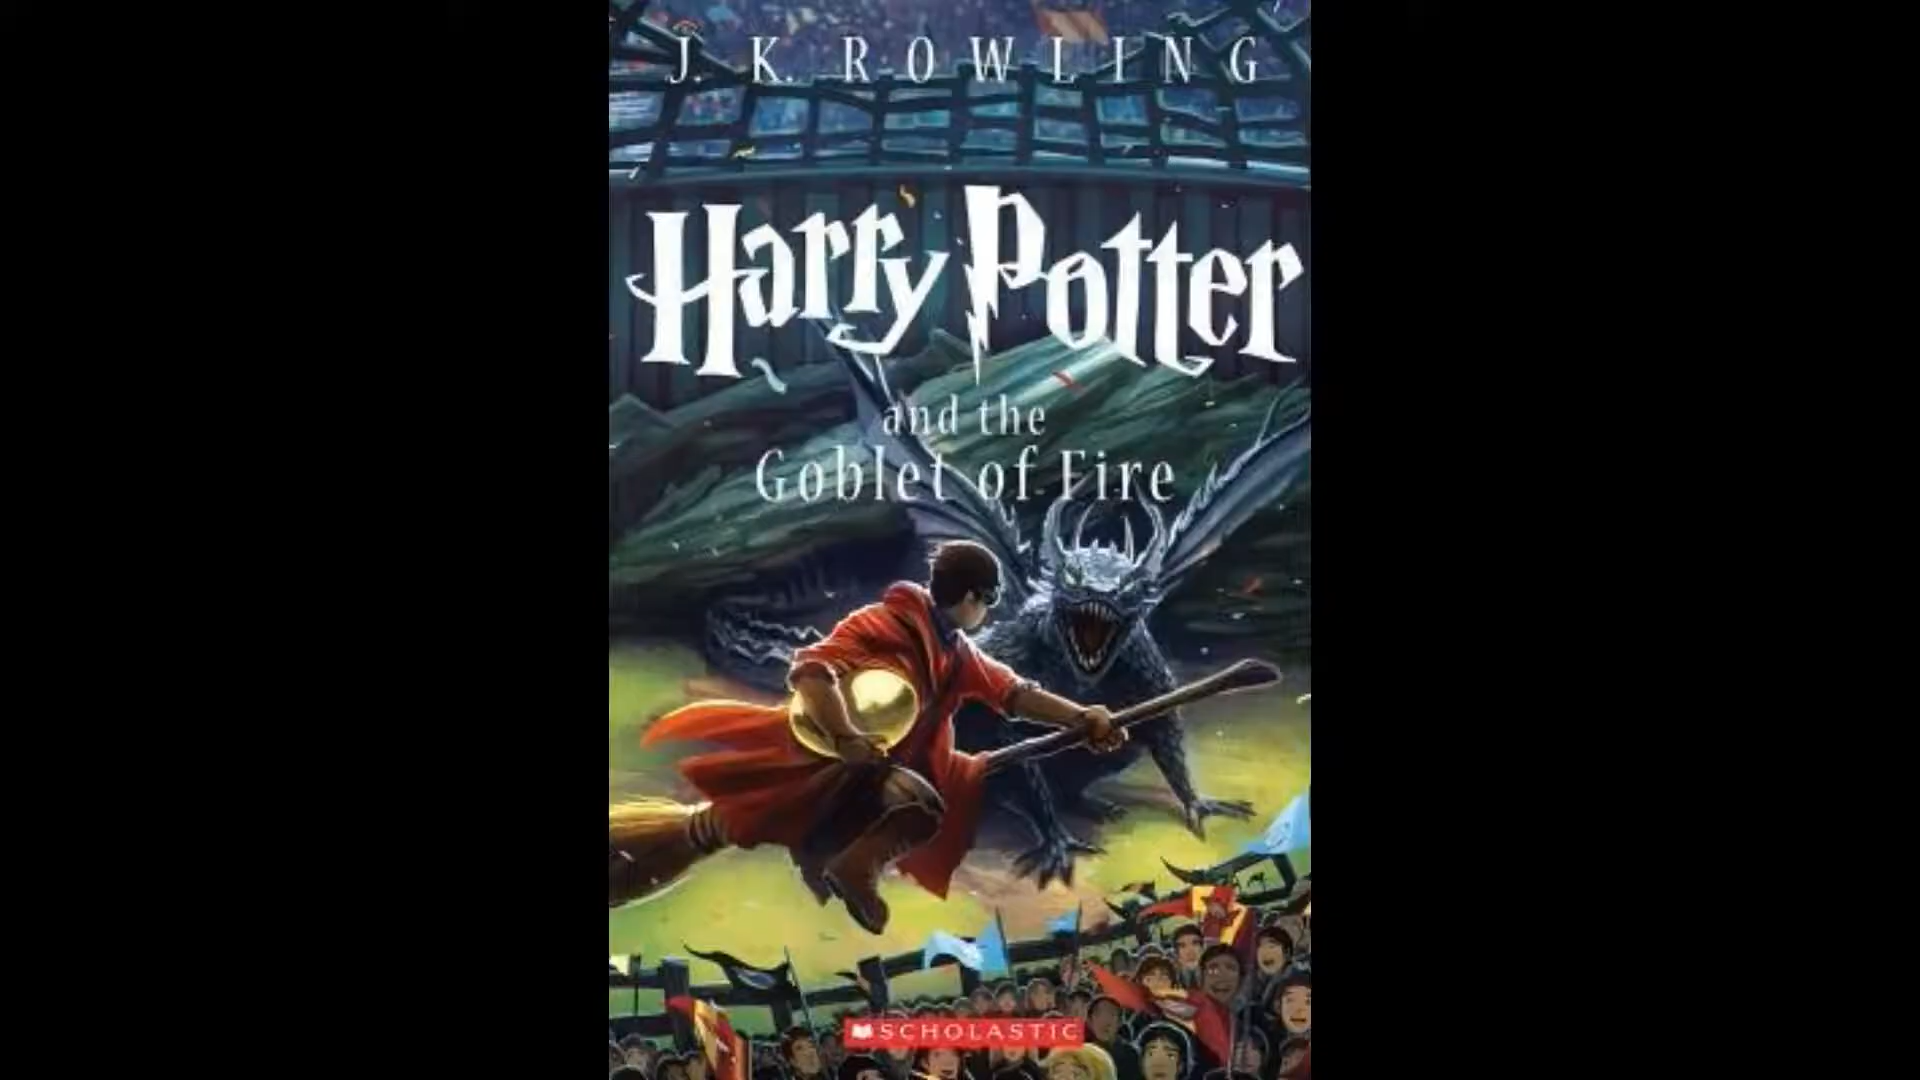 J. K. ROWLING
Harry Potter
and the
Goblet of Fire
SCHOLASTIC